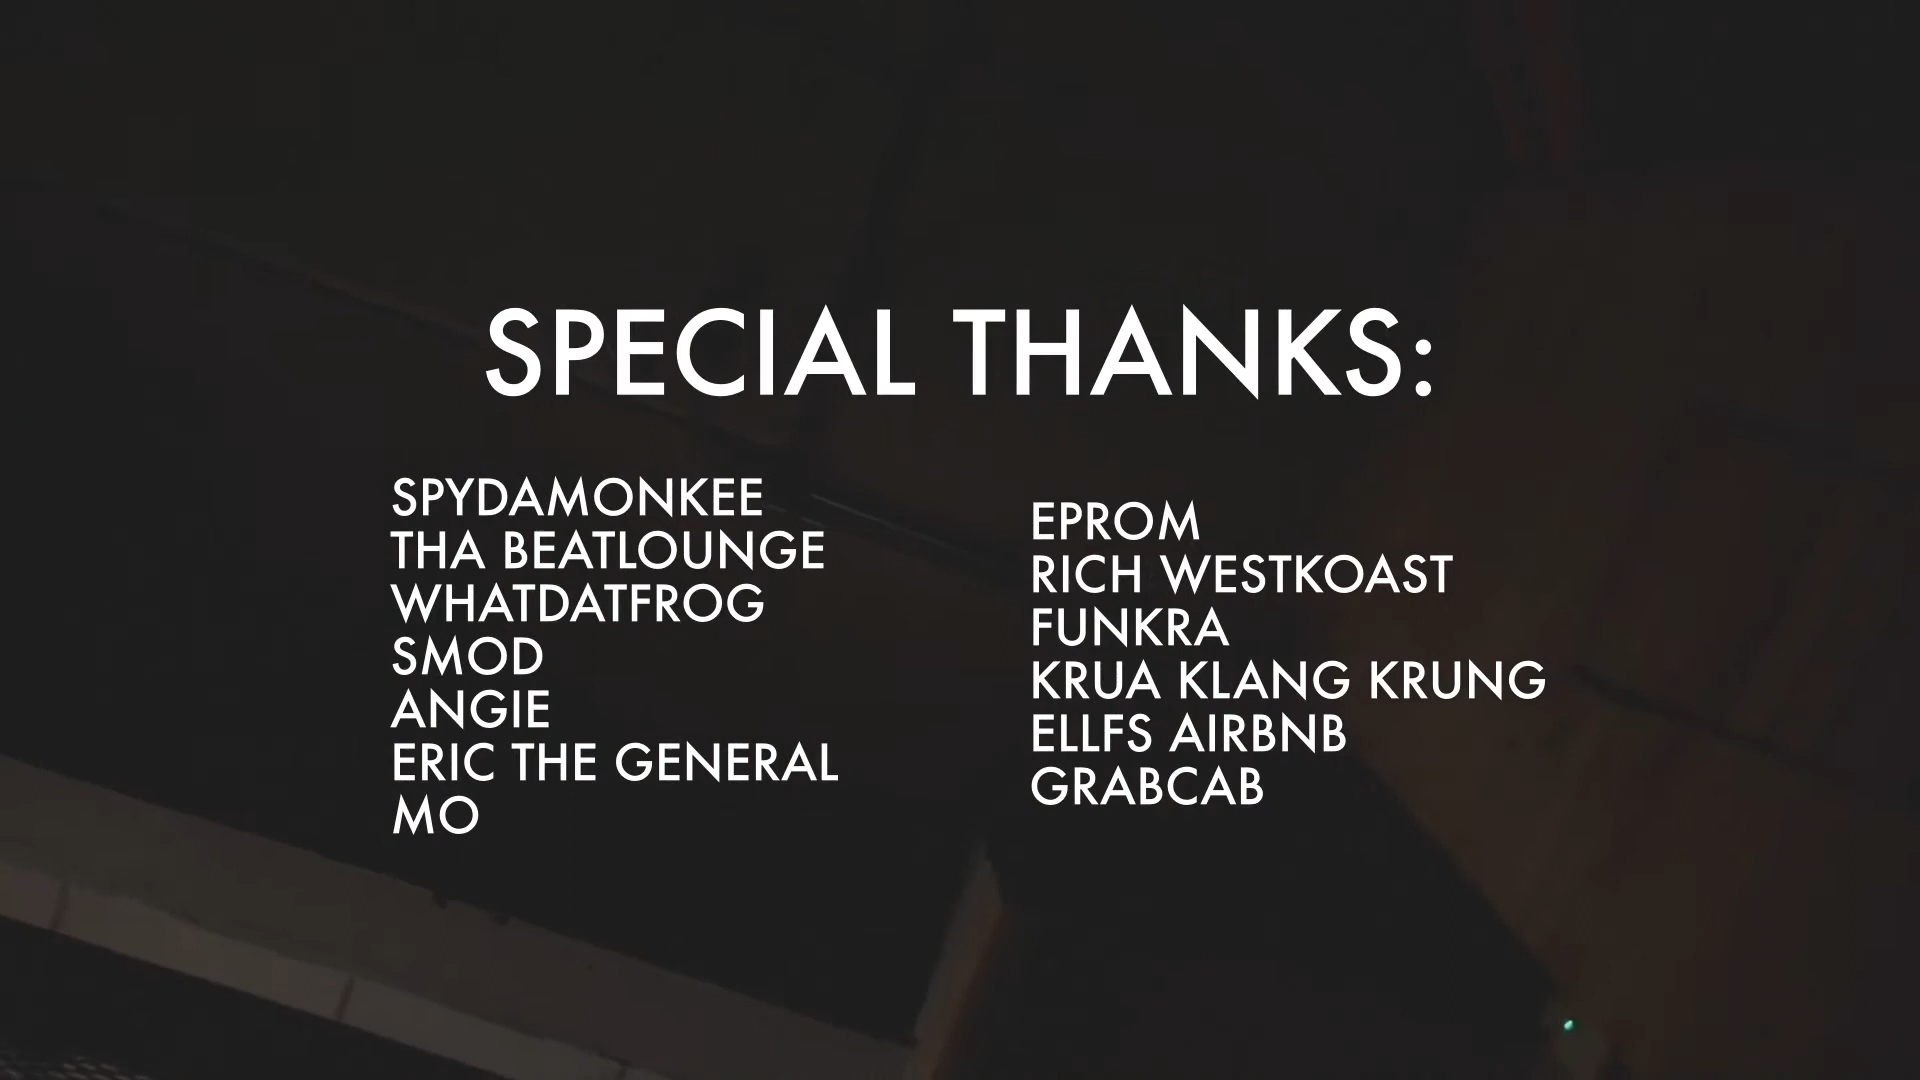 SPECIAL THANKS:
SPYDAMONKEE
THA BEATLOUNGE
WHATDATFROG
SMOD
ANGIE
ERIC THE GENERAL
MO
EPROM
RICH WESTKOAST
FUNKRA
KRUA KLANG KRUNG
ELLFS AIRBNB
GRABCAB